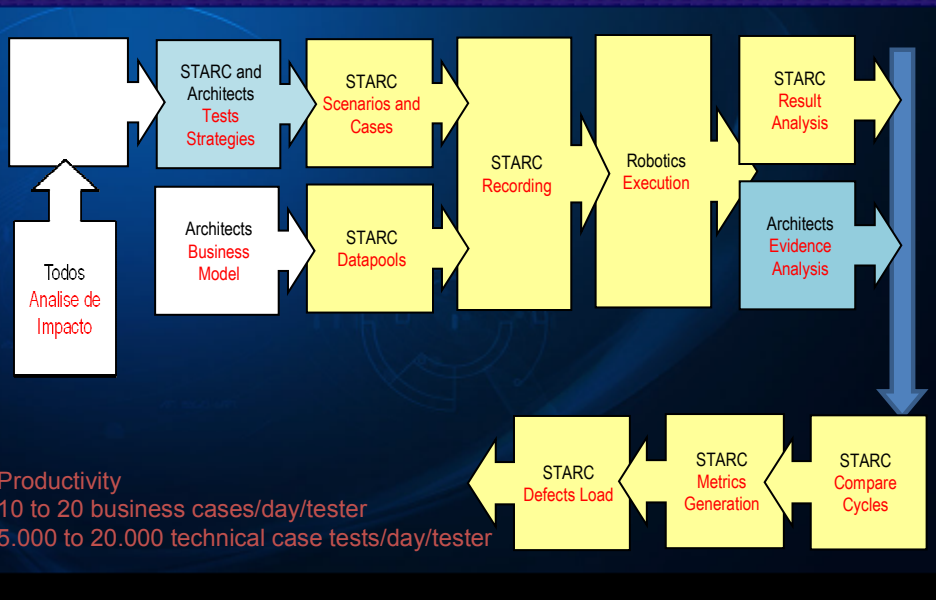 STARC and
Architects
Tests
Strategies
STARC
Scenarios and
Cases
STARC
Recording
Robotics
Execution
STARC
Result
Analysis
Todos
Analise de
Impacto
Architects
Business
Model
STARC
Datapools
Architects
Evidence
Analysis
STARC
Compare
Cycles
STARC
Metrics
Generation
STARC
Defects Load
Productivity
10 to 20 business cases/day/tester
5.000 to 20.000 technical case tests/day/tester